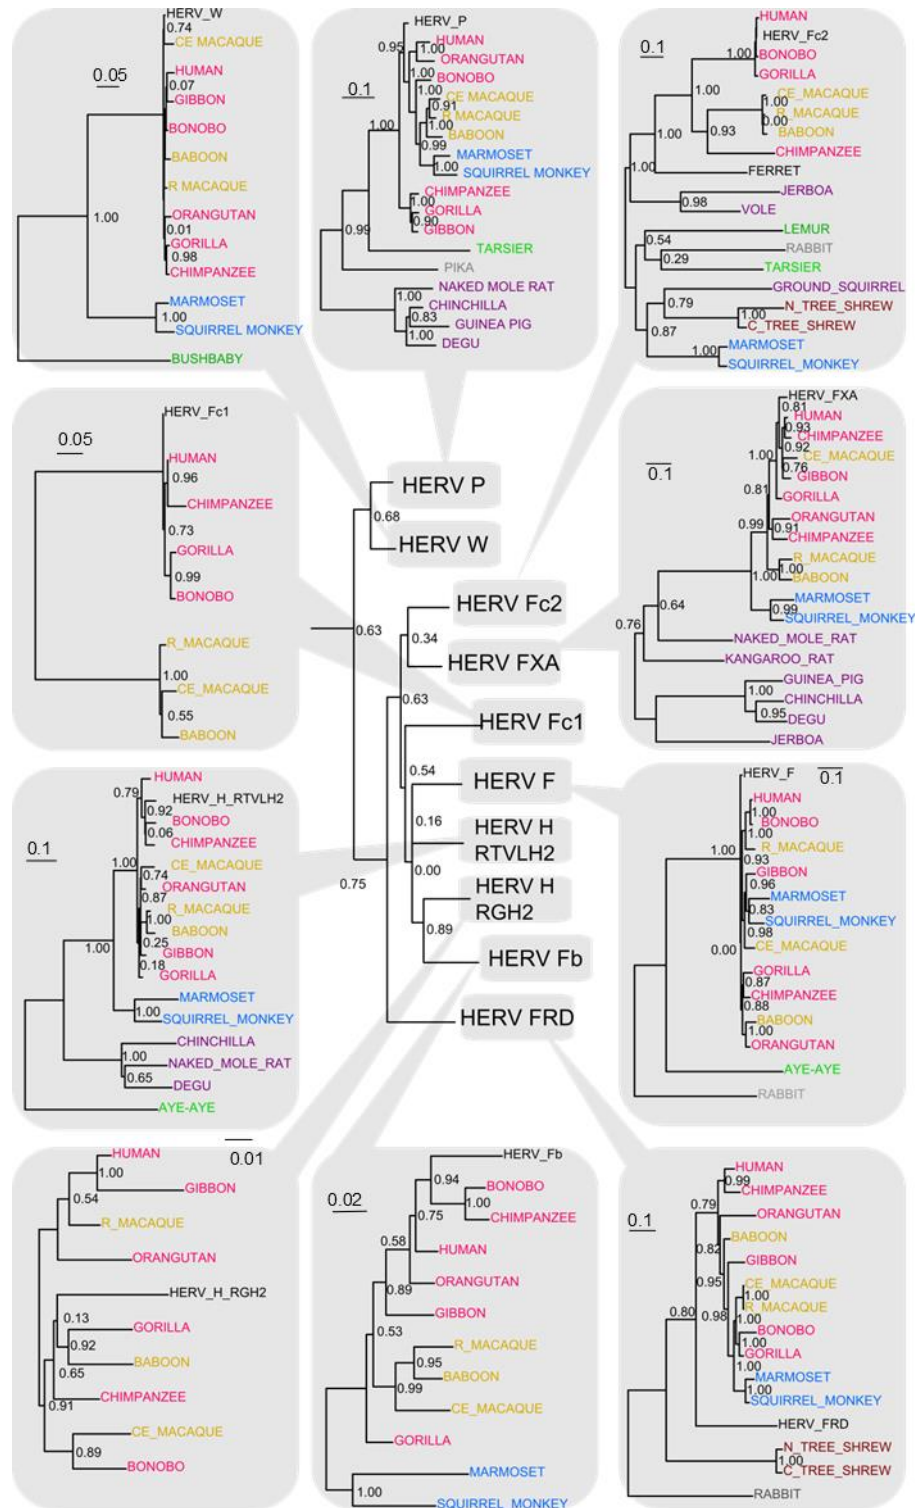 HERV_W
0.74
CE MACAQUE
0.05
HUMAN
0.07
GIBBON
BONOBO
BABOON
R MACAQUE
1.00
ORANGUTAN
0.01
GORILLA
0.98
CHIMPANZEE
MARMOSET
1.00
SQUIRREL MONKEY
BUSHBABY
HERV_P
0.95
HUMAN
1.00
ORANGUTAN
0.1
BONOBO
1.00
1.00
CE MACAQUE
0.91
R MACAQUE
1.00
1.00
BABOON
0.99
MARMOSET
1.00
SQUIRREL MONKEY
CHIMPANZEE
1.00
GORILLA
0.90
GIBBON
0.99
TARSIER
PIKA
NAKED MOLE RAT
1.00
CHINCHILLA
0.83
GUINEA PIG
1.00
DEGU
HUMAN
0.1
HERV_Fc2
1.00
BONOBO
GORILLA
1.00
CE_MACAQUE
1.00
R_MACAQUE
0.00
1.00
0.93
BABOON
CHIMPANZEE
1.00
FERRET
JERBOA
0.98
VOLE
LEMUR
0.54
RABBIT
0.29
TARSIER
GROUND_SQUIRREL
0.79
N_TREE_SHREW
1.00
C_TREE_SHREW
0.87
MARMOSET
1.00
SQUIRREL_MONKEY
HERV_Fc1
0.05
HUMAN
0.96
CHIMPANZEE
0.73
GORILLA
0.99
BONOBO
R_MACAQUE
1.00
CE_MACAQUE
0.55
BABOON
HERV P
0.68
HERV W
HERV Fc2
0.63
0.34
HERV FXA
0.63
HERV Fc1
0.54
HERV F
0.16
HERV H
RTVLH2
0.00
0.75
HERV H
RGH2
0.89
HERV Fb
HERV FRD
HERV_FXA
0.81
HUMAN
0.93
CHIMPANZEE
0.92
0.1
1.00
CE_MACAQUE
0.76
GIBBON
0.81
GORILLA
0.99
ORANGUTAN
0.91
CHIMPANZEE
R_MACAQUE
1.00
1.00
BABOON
MARMOSET
0.99
0.64
SQUIRREL_MONKEY
0.76
NAKED_MOLE_RAT
KANGAROO_RAT
GUINEA_PIG
1.00
CHINCHILLA
0.95
DEGU
JERBOA
HUMAN
0.79
HERV_H_RTVLH2
0.92
BONOBO
0.06
CHIMPANZEE
0.1
1.00
CE_MACAQUE
0.74
ORANGUTAN
0.87
R_MACAQUE
1.00
BABOON
1.00
0.25
GIBBON
0.18
GORILLA
MARMOSET
1.00
SQUIRREL_MONKEY
CHINCHILLA
1.00
NAKED_MOLE_RAT
0.65
DEGU
AYE-AYE
HERV_F
0.1
HUMAN
1.00
BONOBO
1.00
1.00
R_MACAQUE
0.93
GIBBON
0.96
MARMOSET
0.83
SQUIRREL_MONKEY
0.98
0.00
CE_MACAQUE
GORILLA
0.87
CHIMPANZEE
0.88
BABOON
1.00
ORANGUTAN
AYE-AYE
RABBIT
0.01
HUMAN
1.00
GIBBON
0.54
R_MACAQUE
ORANGUTAN
HERV_H_RGH2
0.13
GORILLA
0.92
BABOON
0.65
CHIMPANZEE
0.91
CE_MACAQUE
0.89
BONOBO
HERV_Fb
0.94
BONOBO
0.02
1.00
0.75
CHIMPANZEE
0.58
HUMAN
0.89
ORANGUTAN
GIBBON
0.53
R_MACAQUE
0.95
BABOON
0.99
CE_MACAQUE
GORILLA
MARMOSET
1.00
SQUIRREL_MONKEY
HUMAN
0.99
CHIMPANZEE
0.79
ORANGUTAN
0.1
BABOON
0.82
GIBBON
0.95
CE_MACAQUE
1.00
R_MACAQUE
0.80
0.98
1.00
BONOBO
1.00
GORILLA
1.00
MARMOSET
1.00
SQUIRREL_MONKEY
HERV_FRD
N_TREE_SHREW
1.00
C_TREE_SHREW
RABBIT